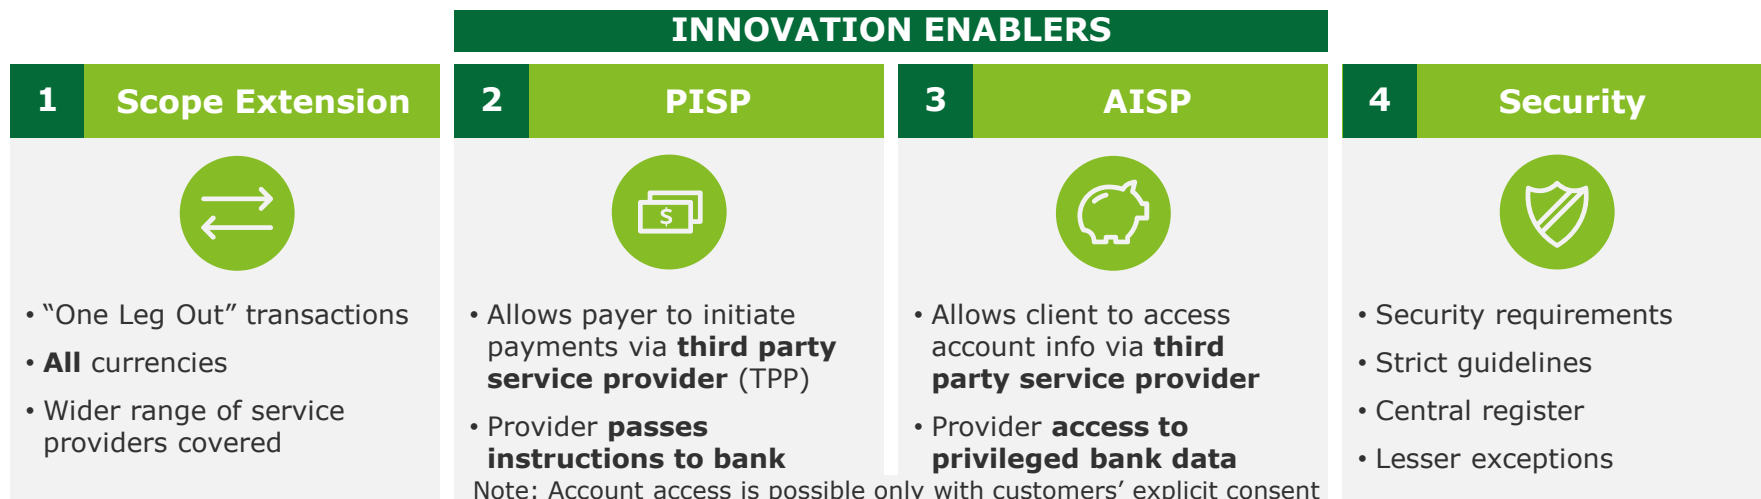 INNOVATION ENABLERS
1 Scope Extension
• “One Leg Out” transactions
• All currencies
• Wider range of service
providers covered
2 PISP
$
• Allows payer to initiate
payments via third party
service provider (TPP)
• Provider passes
instructions to bank
3 AISP
• Allows client to access
account info via third
party service provider
• Provider access to
privileged bank data
Note: Account access is possible only with customers’ explicit consent
4 Security
• Security requirements
• Strict guidelines
• Central register
• Lesser exceptions